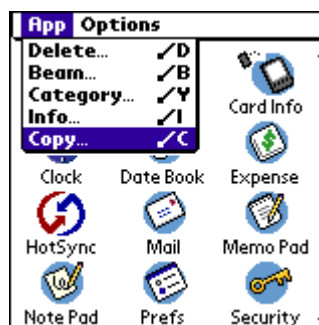 App Options
Delete... /D
Beam... /B
Category... /Y
Info... /I
Copy... /C
Card Info
Clock Date Book Expense
HotSync Mail Memo Pad
Note Pad Prefs Security